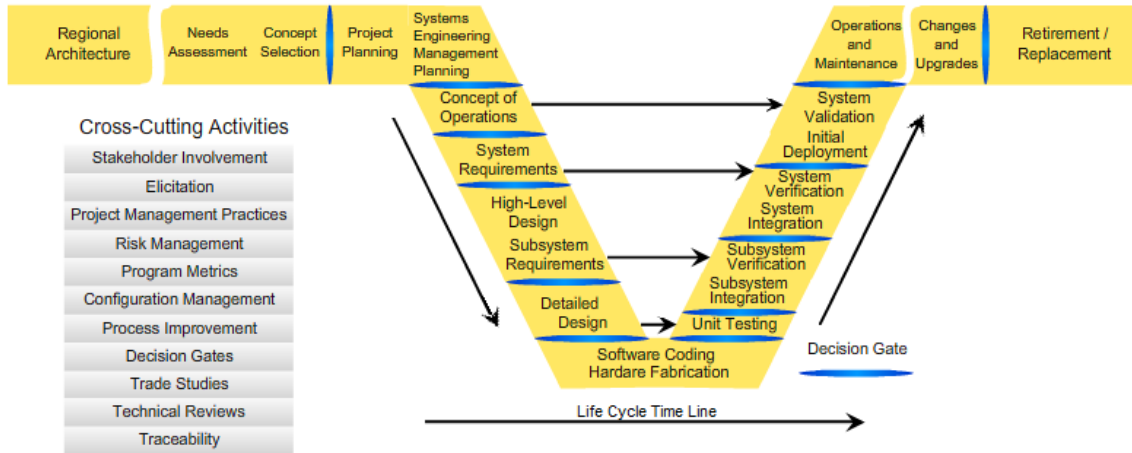 Regional
Architecture
Needs
Assessment
Concept
Selection
Project
Planning
Systems
Engineering
Management
Planning
Operations
and
Maintenance
Changes
and
Upgrades
Retirement /
Replacement
Concept of
Operations
System
Requirements
High-Level
Design
Subsystem
Requirements
Detailed
Design
Software Coding
Hardare Fabrication
Unit Testing
Subsystem
Integration
Subsystem
Verification
System
Integration
System
Verification
Initial
Deployment
System
Validation
Cross-Cutting Activities
Stakeholder Involvement
Elicitation
Project Management Practices
Risk Management
Program Metrics
Configuration Management
Process Improvement
Decision Gates
Trade Studies
Technical Reviews
Traceability
Decision Gate
Life Cycle Time Line